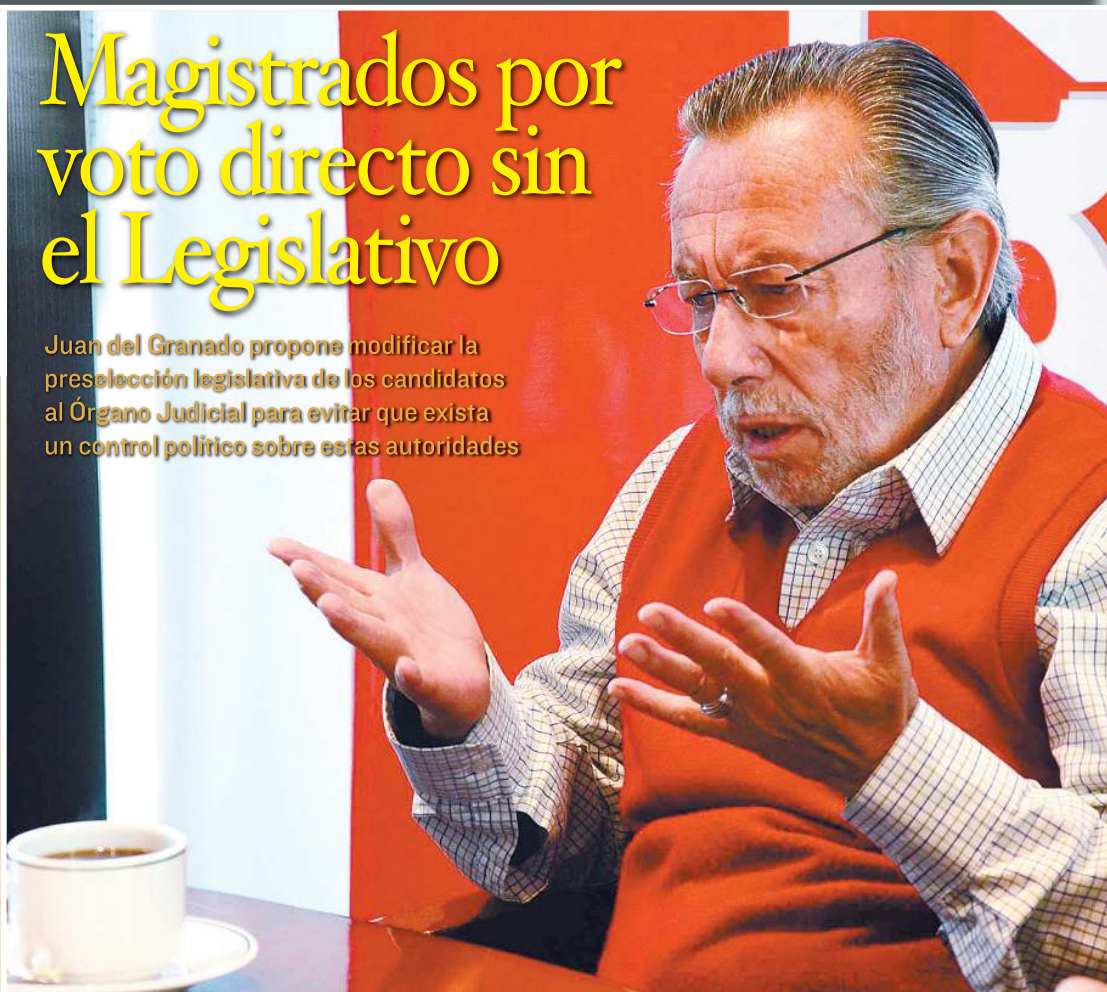 Magistrados por
voto directo sin
el Legislativo
Juan del Granado propone modificar la
preselección legislativa de los candidatos
al Órgano Judicial para evitar que exista
un control político sobre estas autoridades